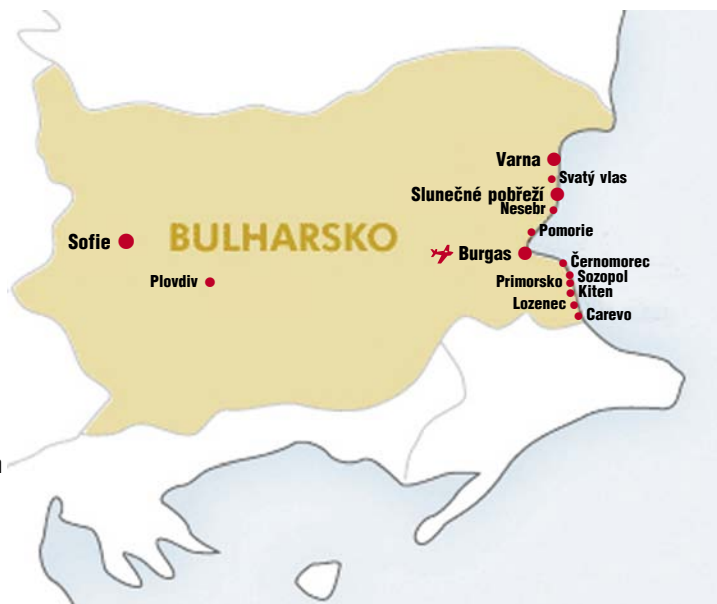 Varna
Svatý vlas
Slunečné pobřeží
Nesebr
Pomorie
Sofie
BULHARSKO
Burgas
Černomorec
Plovdiv
Sozopol
Primorsko
Kiten
Lozenec
Carevo